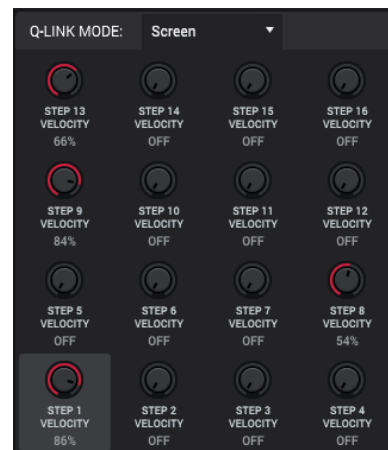 Q-LINK MODE: Screen
STEP 13 STEP 14 STEP 15 STEP 16
VELOCITY VELOCITY VELOCITY VELOCITY
66% OFF OFF OFF
STEP 9 STEP 10 STEP 11 STEP 12
VELOCITY VELOCITY VELOCITY VELOCITY
84% OFF OFF OFF
STEP 5 STEP 6 STEP 7 STEP 8
VELOCITY VELOCITY VELOCITY VELOCITY
OFF OFF OFF 54%
STEP 1 STEP 2 STEP 3 STEP 4
VELOCITY VELOCITY VELOCITY VELOCITY
86% OFF OFF OFF